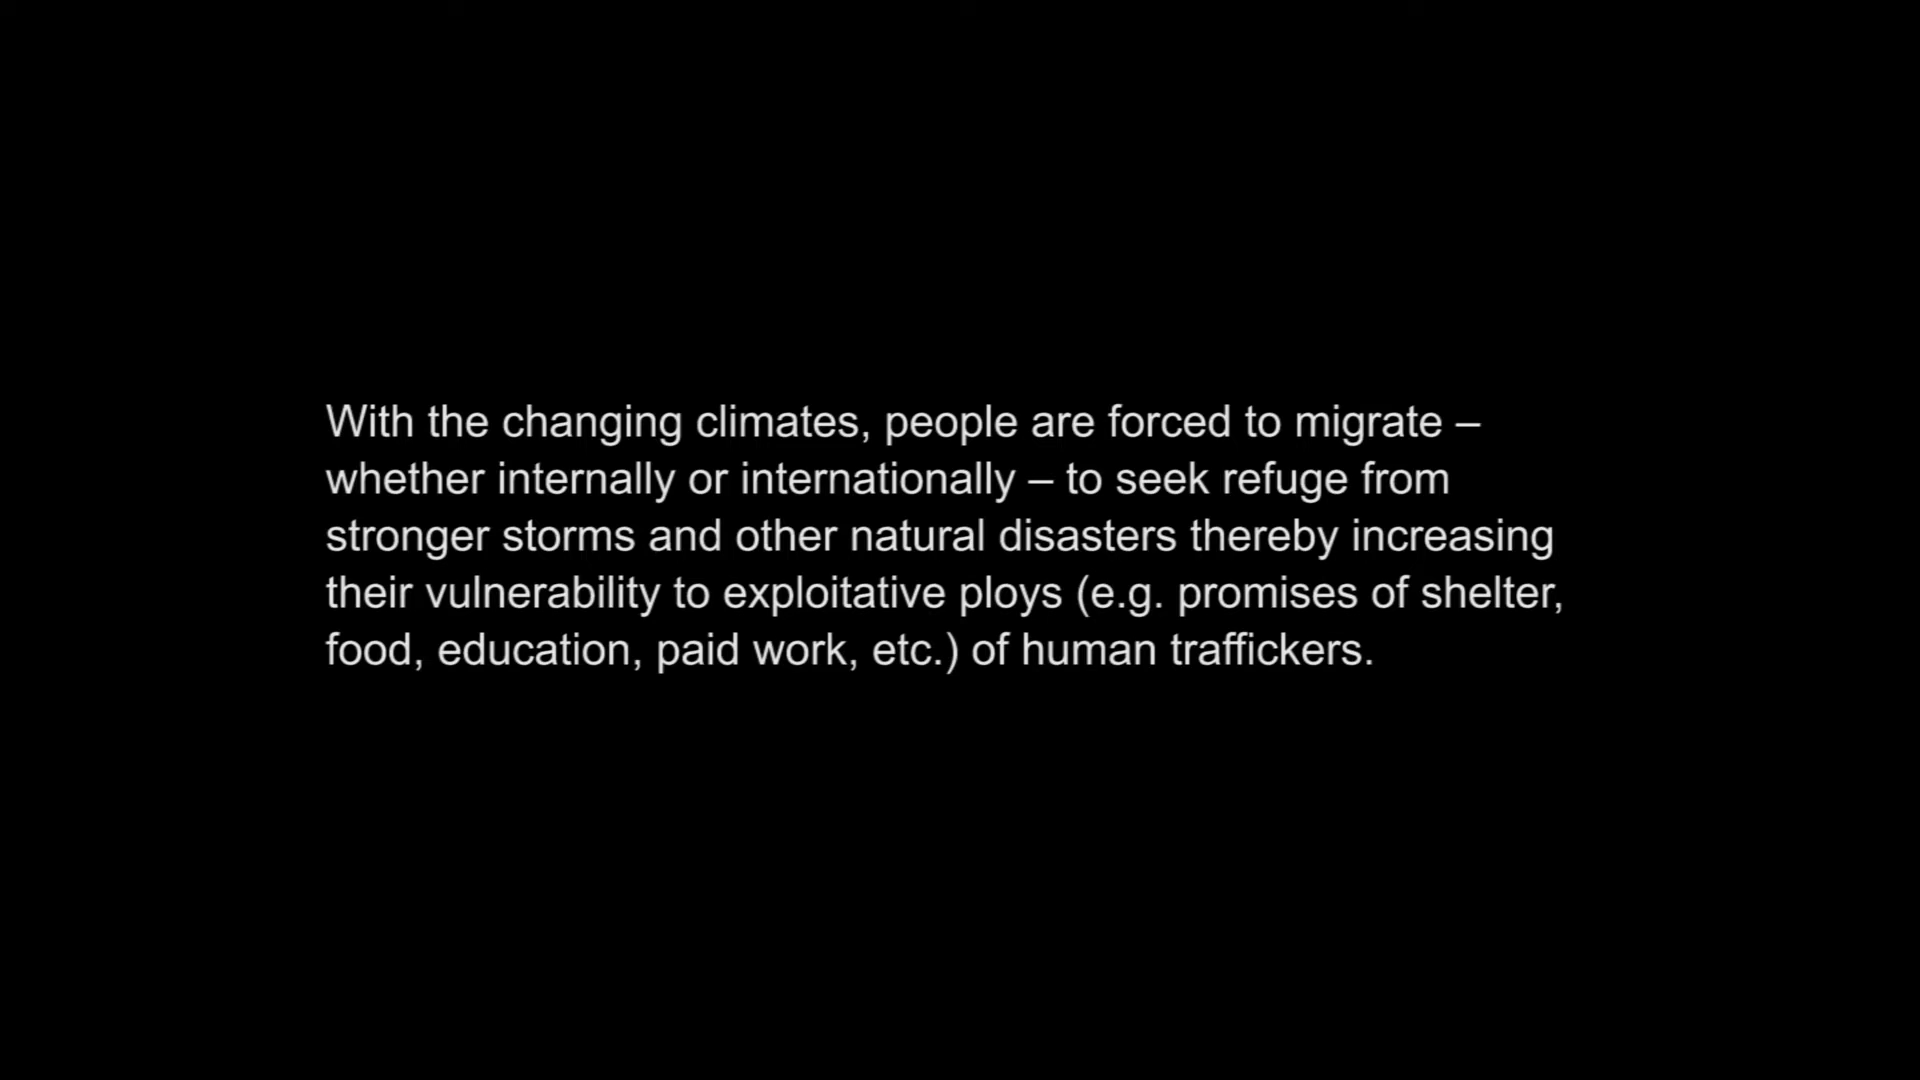 With the changing climates, people are forced to migrate –
whether internally or internationally – to seek refuge from
stronger storms and other natural disasters thereby increasing
their vulnerability to exploitative ploys (e.g. promises of shelter,
food, education, paid work, etc.) of human traffickers.